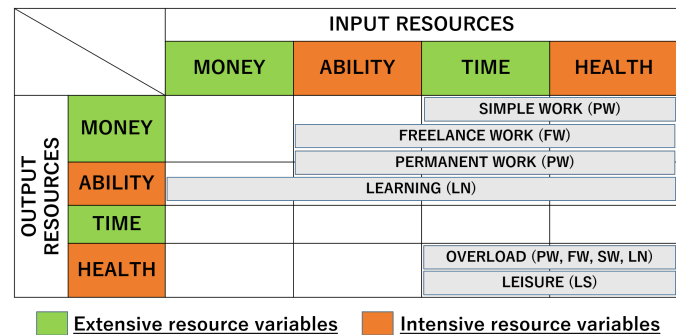 INPUT RESOURCES
MONEY ABILITY TIME HEALTH
OUTPUT RESOURCES
MONEY
SIMPLE WORK (PW)
FREELANCE WORK (FW)
PERMANENT WORK (PW)
ABILITY
LEARNING (LN)
TIME
HEALTH
OVERLOAD (PW, FW, SW, LN)
LEISURE (LS)
Extensive resource variables
Intensive resource variables